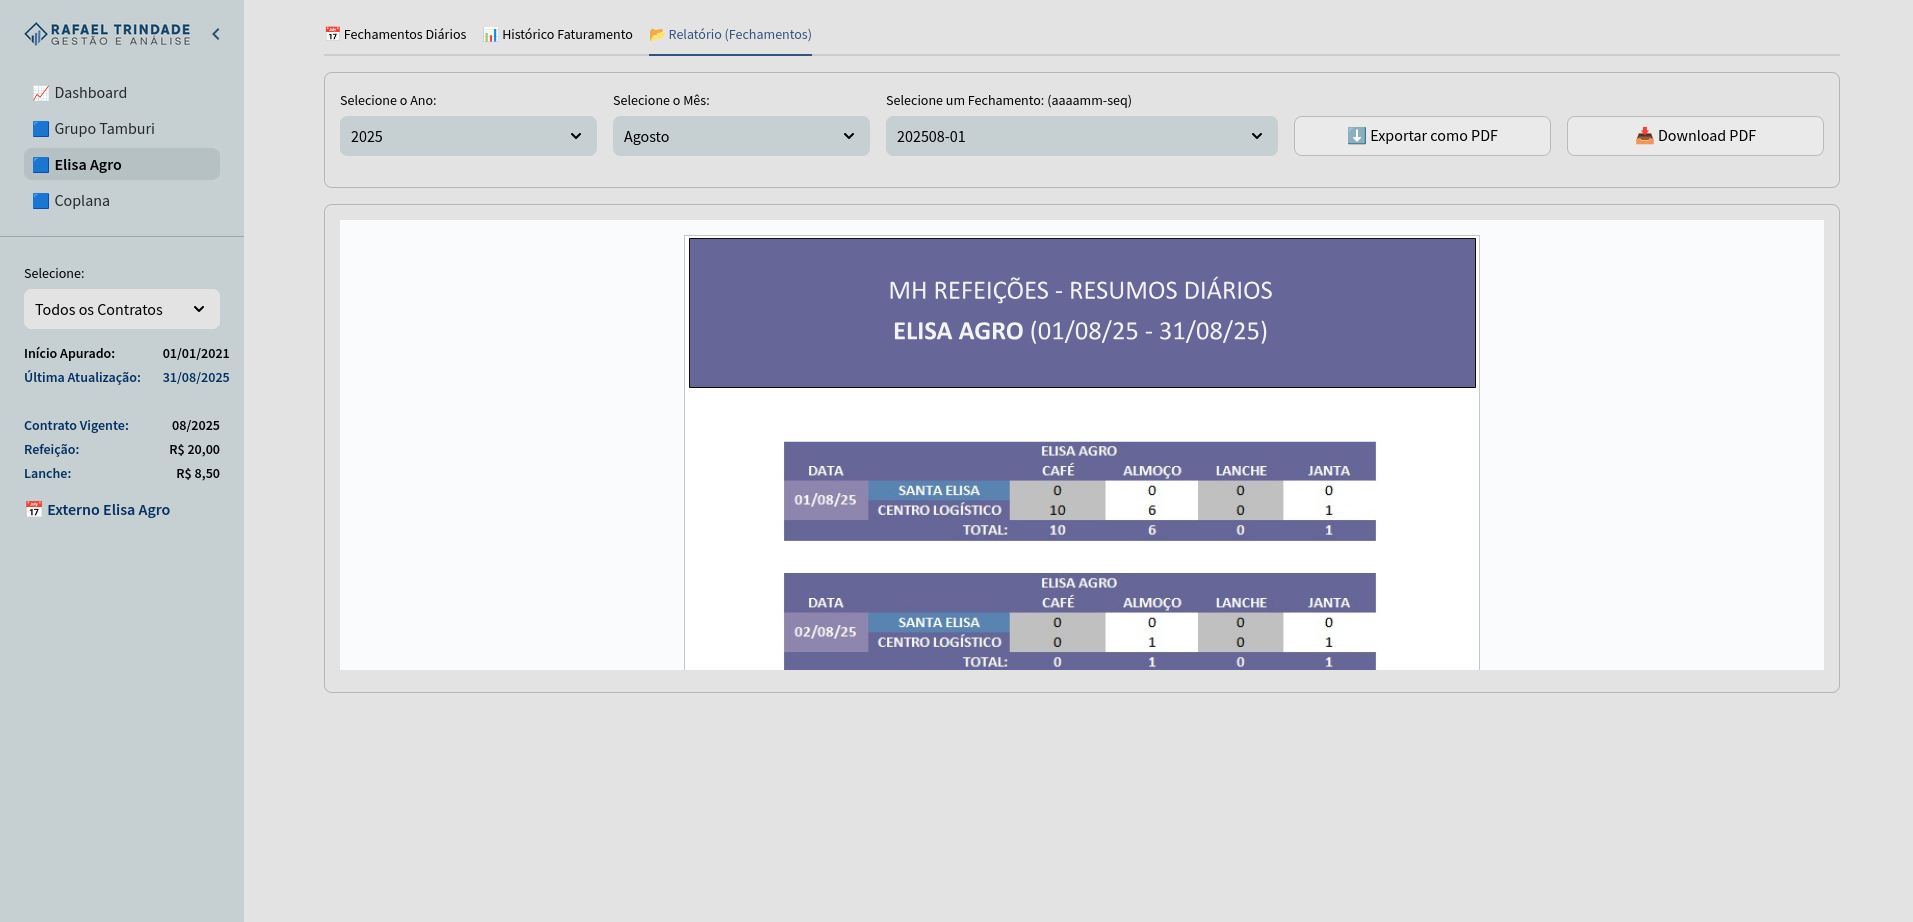 RAFAEL TRINDADE
GESTÃO E ANÁLISE
Dashboard
Grupo Tamburi
Elisa Agro
Coplana
Selecione:
Todos os Contratos
Início Apurado: 01/01/2021
Última Atualização: 31/08/2025
Contrato Vigente: 08/2025
Refeição: R$ 20,00
Lanche: R$ 8,50
Externo Elisa Agro
Fechamentos Diários Histórico Faturamento Relatório (Fechamentos)
Selecione o Ano: Selecione o Mês: Selecione um Fechamento: (aaaamm-seq)
2025 Agosto 202508-01 Exportar como PDF Download PDF
MH REFEIÇÕES - RESUMOS DIÁRIOS
ELISA AGRO (01/08/25 - 31/08/25)
ELISA AGRO
DATA CAFÉ ALMOÇO LANCHE JANTA
01/08/25
SANTA ELISA 0 0 0 0
CENTRO LOGÍSTICO 10 6 0 1
TOTAL: 10 6 0 1
ELISA AGRO
DATA CAFÉ ALMOÇO LANCHE JANTA
02/08/25
SANTA ELISA 0 0 0 0
CENTRO LOGÍSTICO 0 1 0 1
TOTAL: 0 1 0 1